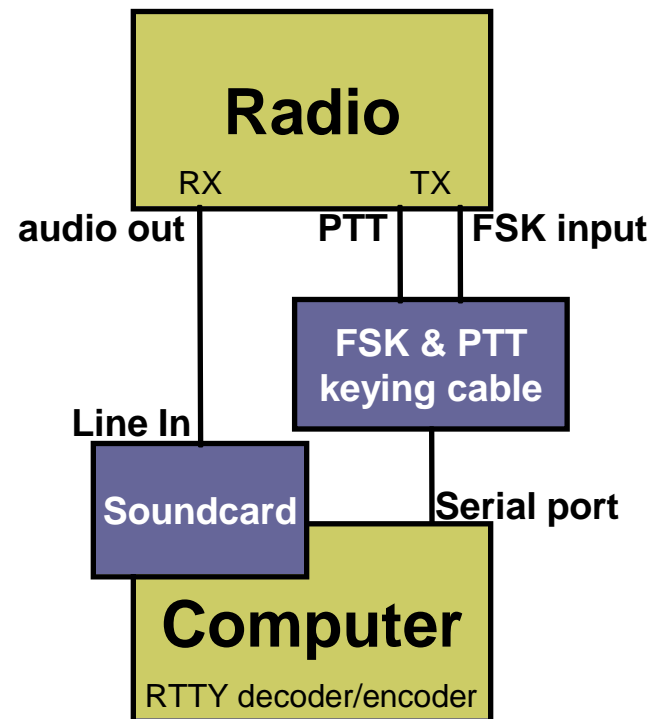 Radio
RX TX
audio out PTT FSK input
FSK & PTT
keying cable
Line In
Soundcard
Serial port
Computer
RTTY decoder/encoder